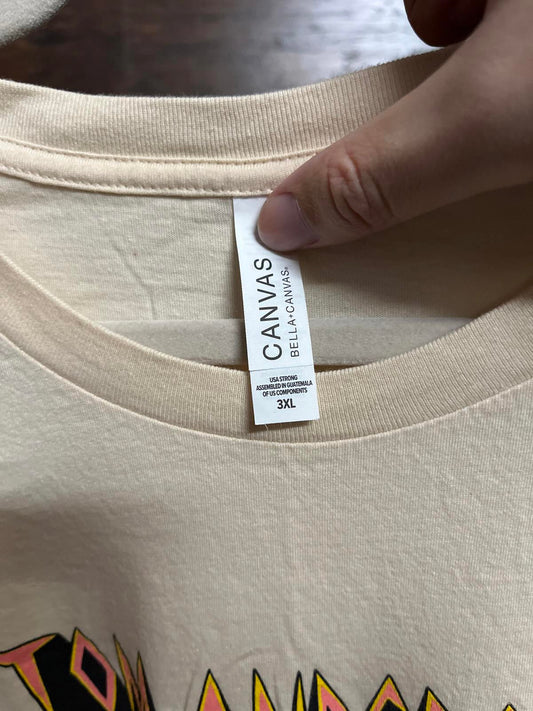 CANVAS
BELLA+CANVAS®
USA STRONG
ASSEMBLED IN GUATEMALA
OF US COMPONENTS
3XL